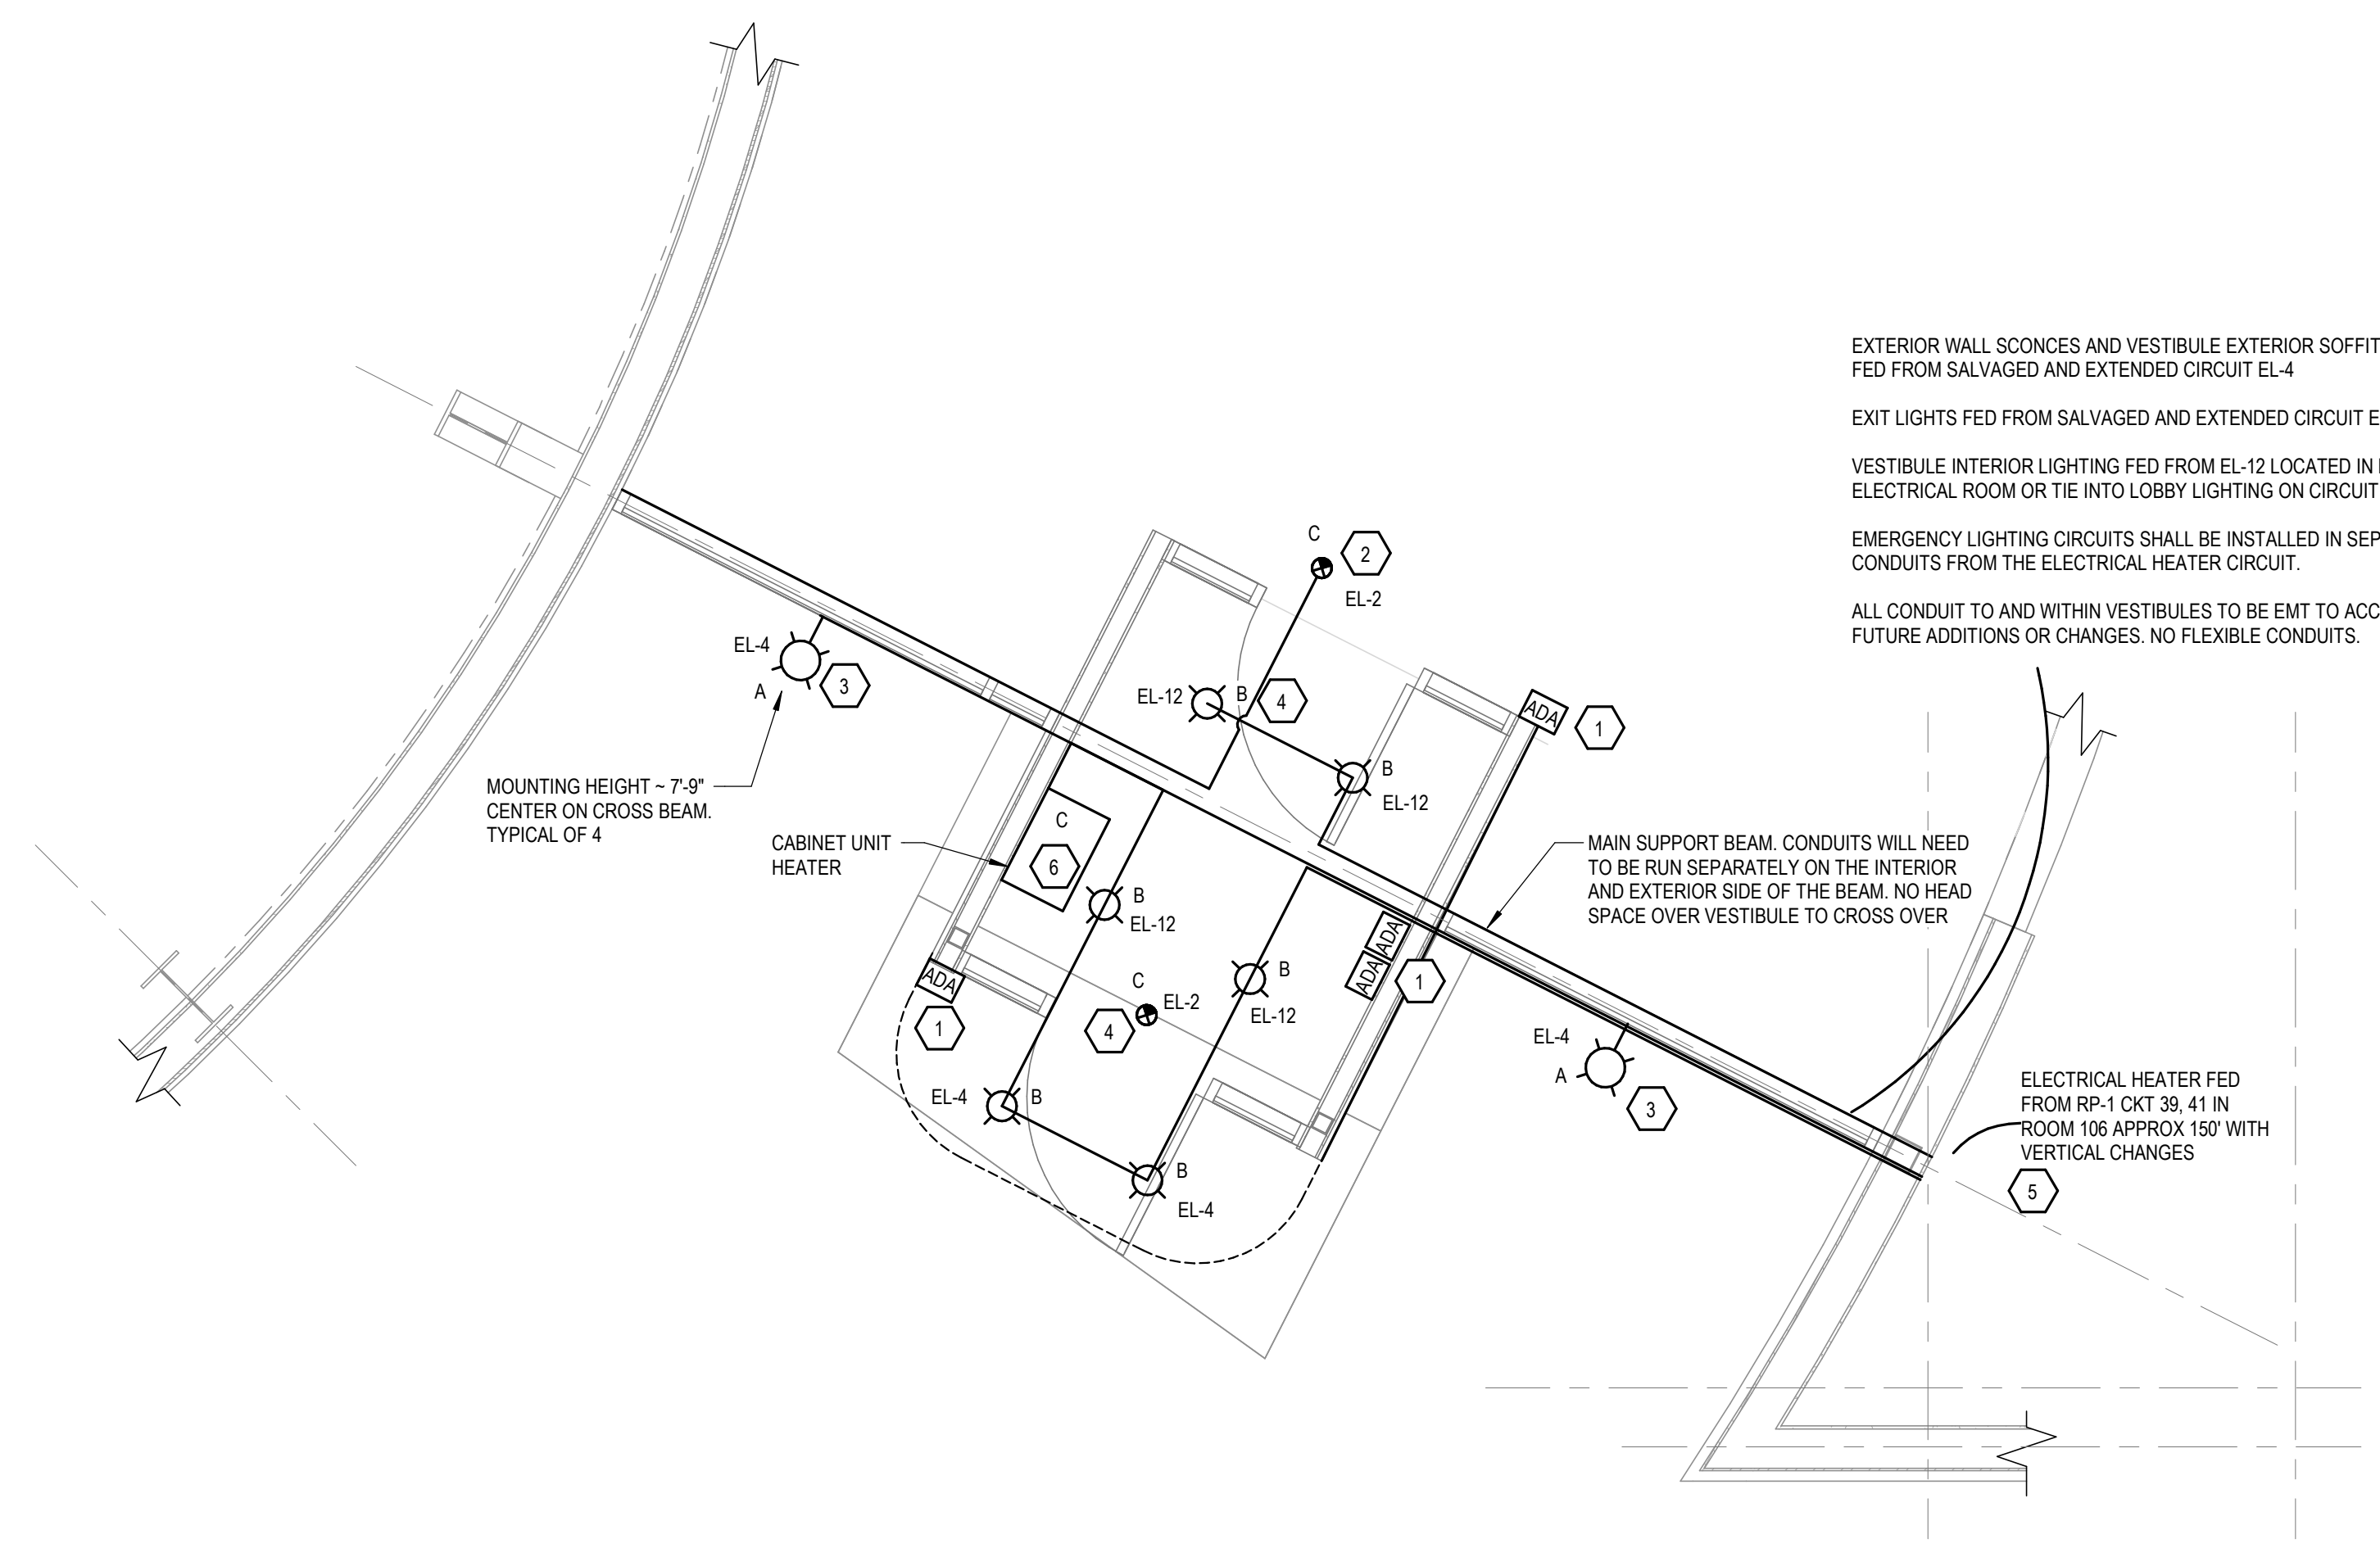 EXTERIOR WALL SCONCES AND VESTIBULE EXTERIOR SOFFIT
FED FROM SALVAGED AND EXTENDED CIRCUIT EL-4
EXIT LIGHTS FED FROM SALVAGED AND EXTENDED CIRCUIT E
VESTIBULE INTERIOR LIGHTING FED FROM EL-12 LOCATED IN
ELECTRICAL ROOM OR TIE INTO LOBBY LIGHTING ON CIRCUIT
EMERGENCY LIGHTING CIRCUITS SHALL BE INSTALLED IN SEP
CONDUITS FROM THE ELECTRICAL HEATER CIRCUIT.
ALL CONDUIT TO AND WITHIN VESTIBULES TO BE EMT TO ACC
FUTURE ADDITIONS OR CHANGES. NO FLEXIBLE CONDUITS.
C
2
EL-2
EL-4
A
3
EL-12
B
4
ADA
1
B
EL-12
MOUNTING HEIGHT ~ 7'-9"
CENTER ON CROSS BEAM.
TYPICAL OF 4
CABINET UNIT
HEATER
C
6
MAIN SUPPORT BEAM. CONDUITS WILL NEED
TO BE RUN SEPARATELY ON THE INTERIOR
AND EXTERIOR SIDE OF THE BEAM. NO HEAD
SPACE OVER VESTIBULE TO CROSS OVER
B
EL-12
ADA
ADA
1
ADA
1
C
EL-2
4
B
EL-12
EL-4
A
3
EL-4
B
B
EL-4
ELECTRICAL HEATER FED
FROM RP-1 CKT 39, 41 IN
ROOM 106 APPROX 150' WITH
VERTICAL CHANGES
5